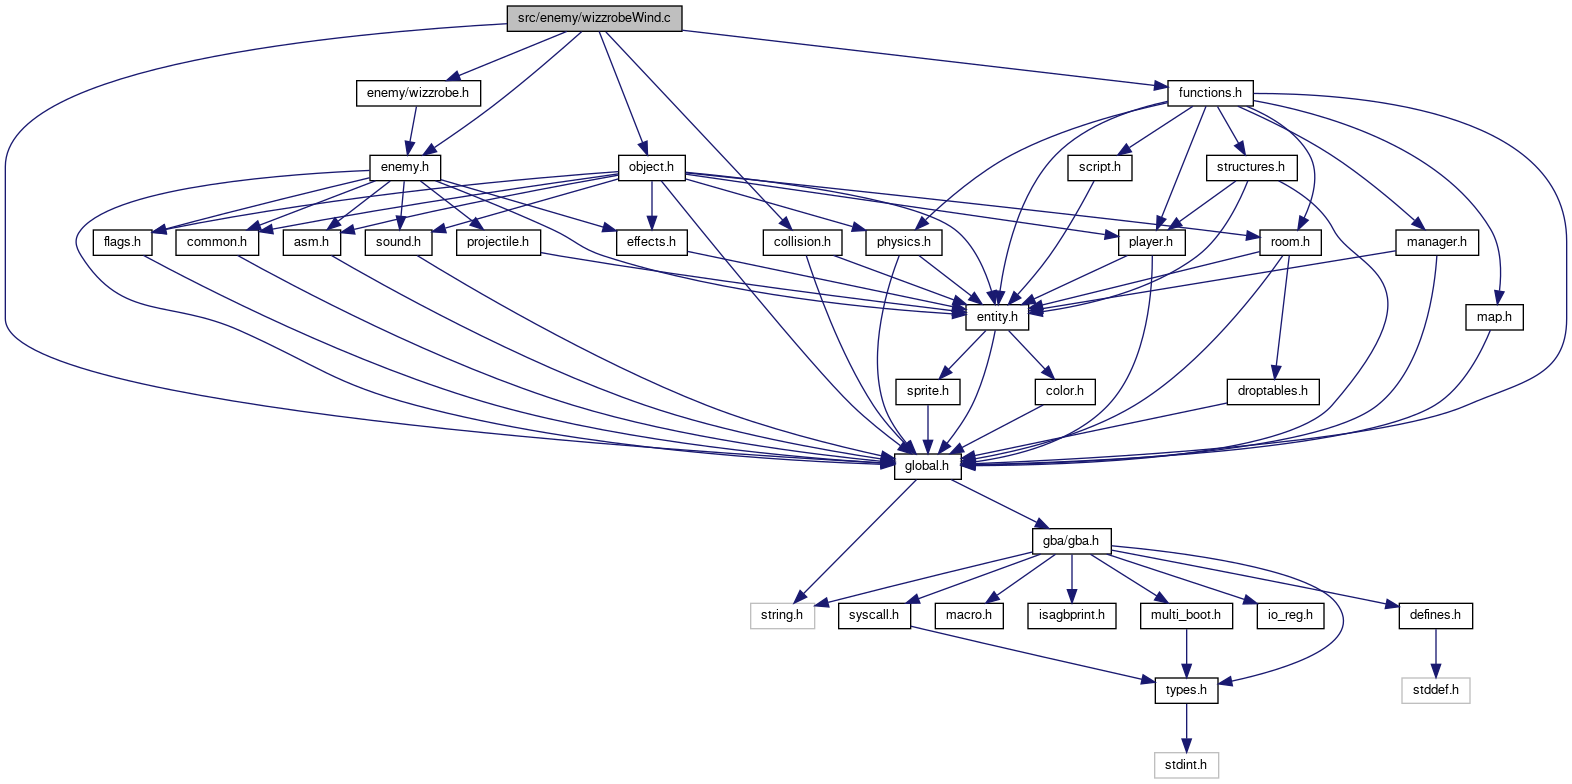 src/enemy/wizzrobeWind.c
enemy/wizzrobe.h
functions.h
enemy.h
object.h
script.h
structures.h
flags.h
common.h
asm.h
sound.h
projectile.h
effects.h
collision.h
physics.h
player.h
room.h
manager.h
entity.h
map.h
sprite.h
color.h
droptables.h
global.h
gba/gba.h
string.h
syscall.h
macro.h
isagbprint.h
multi_boot.h
io_reg.h
defines.h
types.h
stddef.h
stdint.h